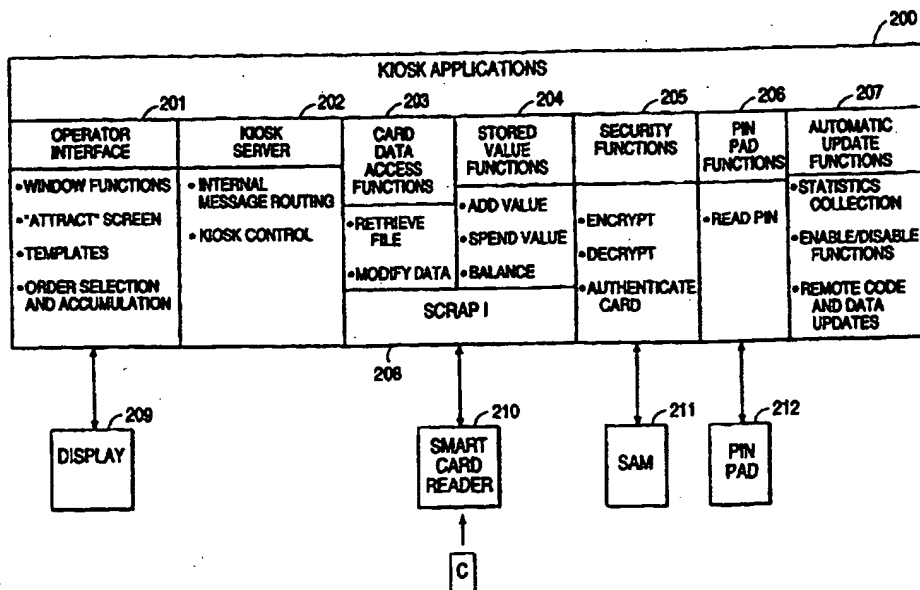 200
KIOSK APPLICATIONS
201
202
203
204
205
206
207
OPERATOR
INTERFACE
• WINDOW FUNCTIONS
• "ATTRACT" SCREEN
• TEMPLATES
• ORDER SELECTION
AND ACCUMULATION
KIOSK
SERVER
• INTERNAL
MESSAGE ROUTING
• KIOSK CONTROL
CARD
DATA
ACCESS
FUNCTIONS
• RETRIEVE
FILE
• MODIFY DATA
STORED
VALUE
FUNCTIONS
• ADD VALUE
• SPEND VALUE
• BALANCE
SCRAP I
SECURITY
FUNCTIONS
• ENCRYPT
• DECRYPT
• AUTHENTICATE
CARD
PIN
PAD
FUNCTIONS
• READ PIN
AUTOMATIC
UPDATE
FUNCTIONS
• STATISTICS
COLLECTION
• ENABLE/DISABLE
FUNCTIONS
• REMOTE CODE
AND DATA
UPDATES
208
209
DISPLAY
210
SMART
CARD
READER
211
SAM
212
PIN
PAD
C